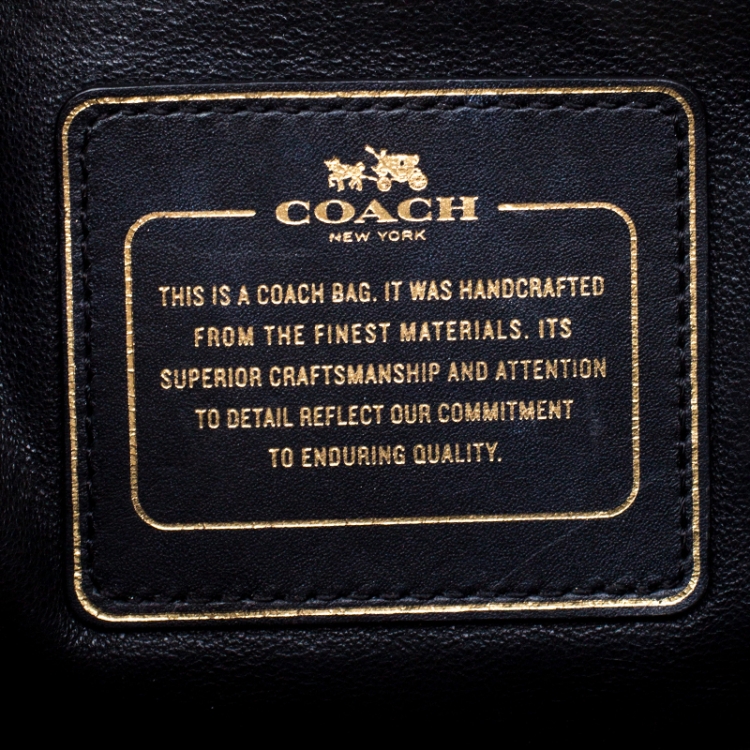 COACH
NEW YORK
THIS IS A COACH BAG. IT WAS HANDCRAFTED
FROM THE FINEST MATERIALS. ITS
SUPERIOR CRAFTSMANSHIP AND ATTENTION
TO DETAIL REFLECT OUR COMMITMENT
TO ENDURING QUALITY.